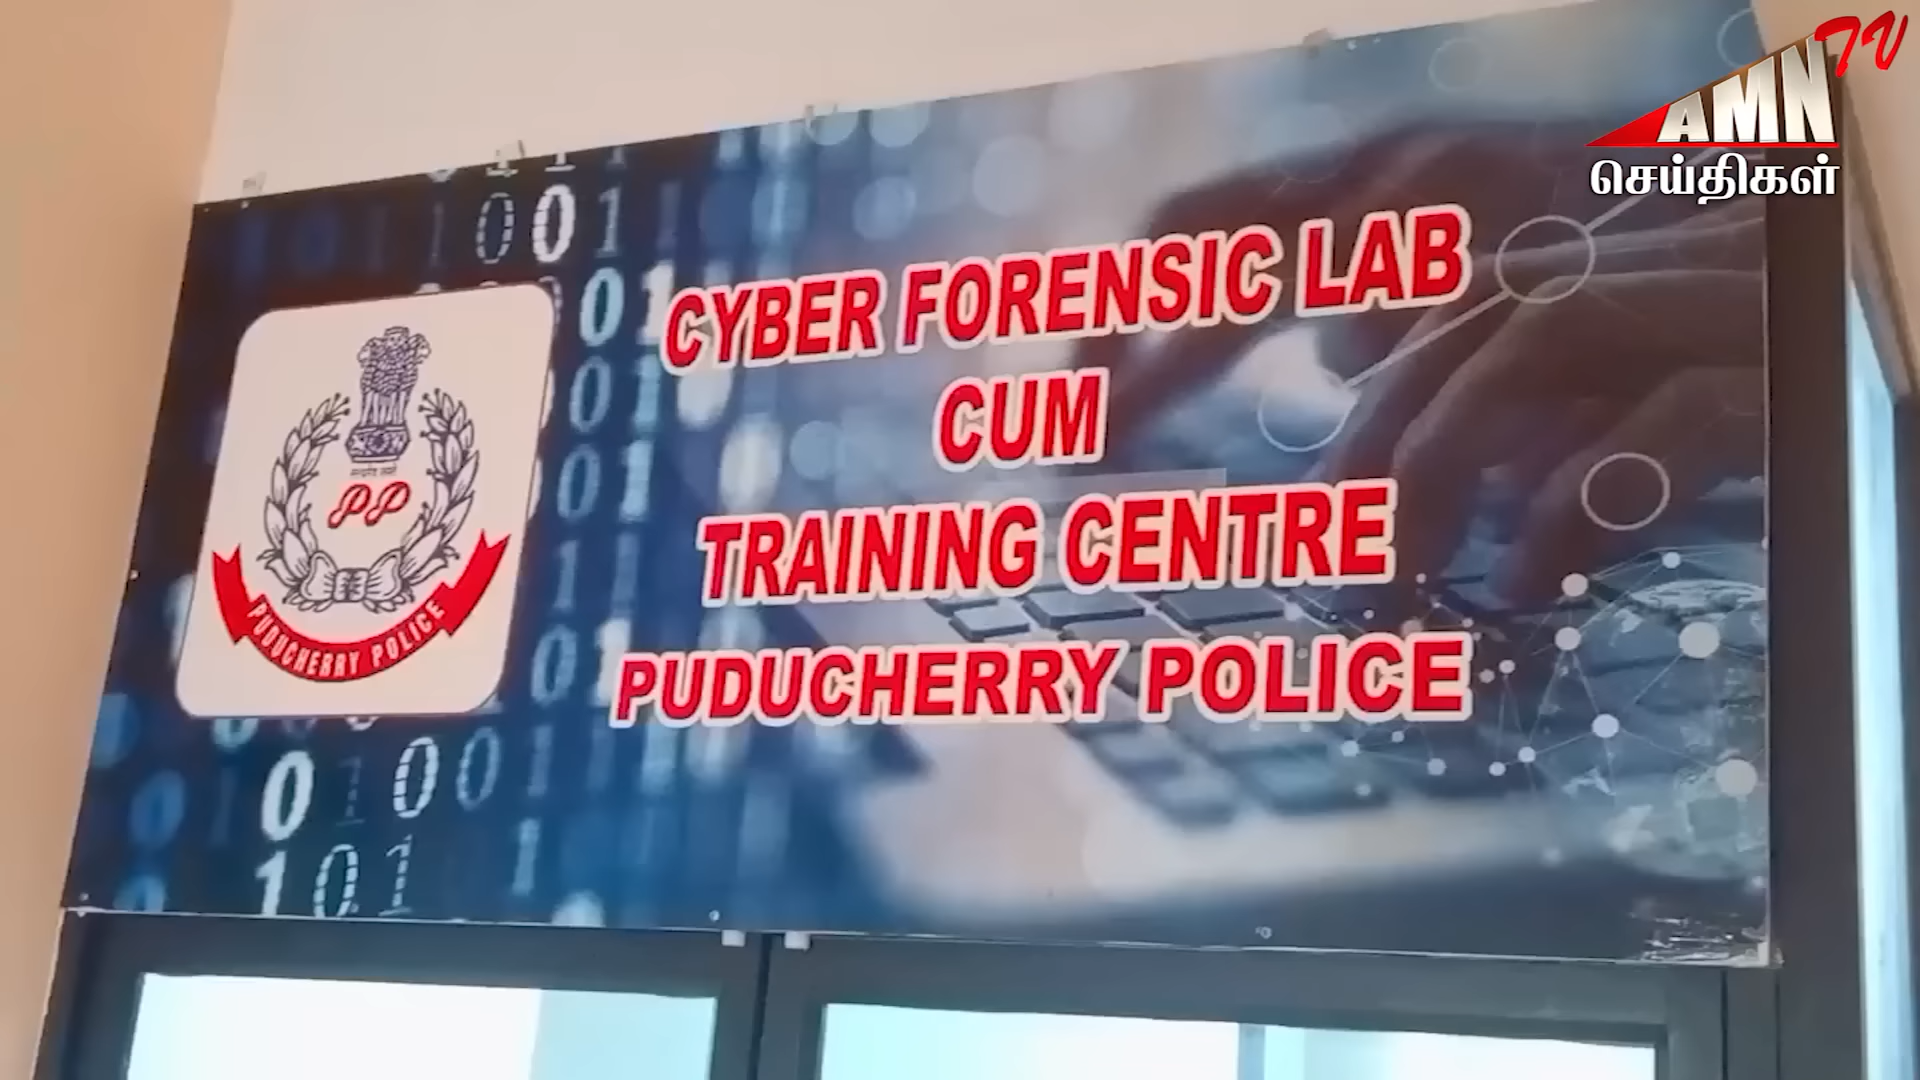 AMN TV
செய்திகள்
CYBER FORENSIC LAB
CUM
TRAINING CENTRE
PUDUCHERRY POLICE
PP
PUDUCHERRY POLICE